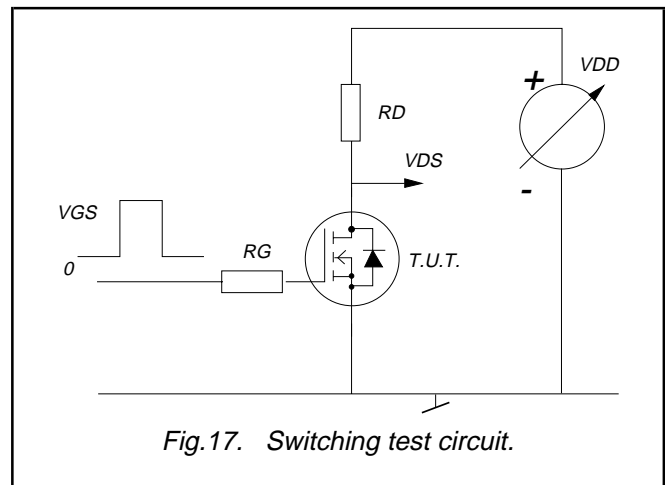 VDD
+
RD
VDS
-
VGS
RG
T.U.T.
0
Fig.17. Switching test circuit.